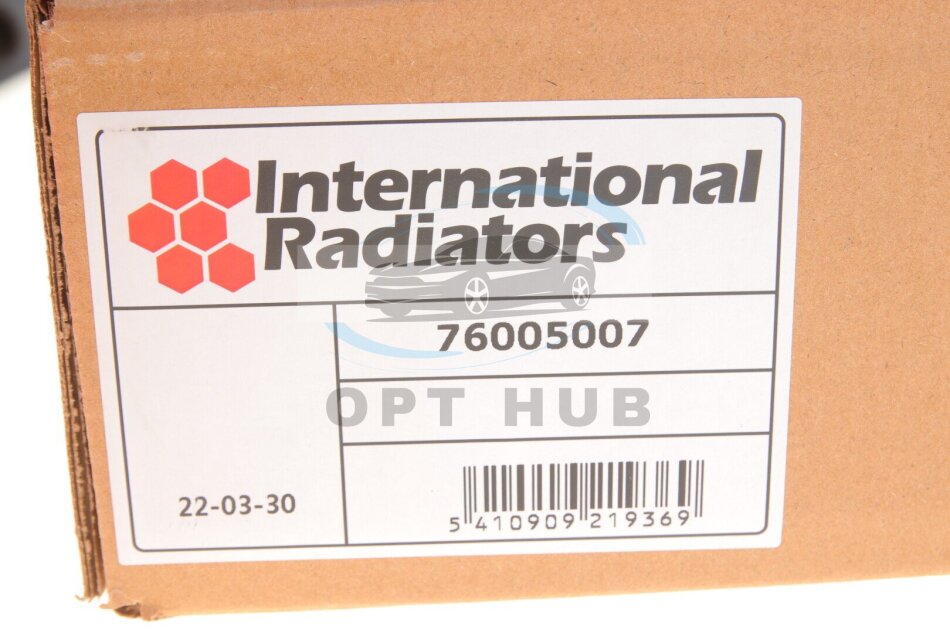 International
Radiators
76005007
OPT HUB
22-03-30
5 410909 219369